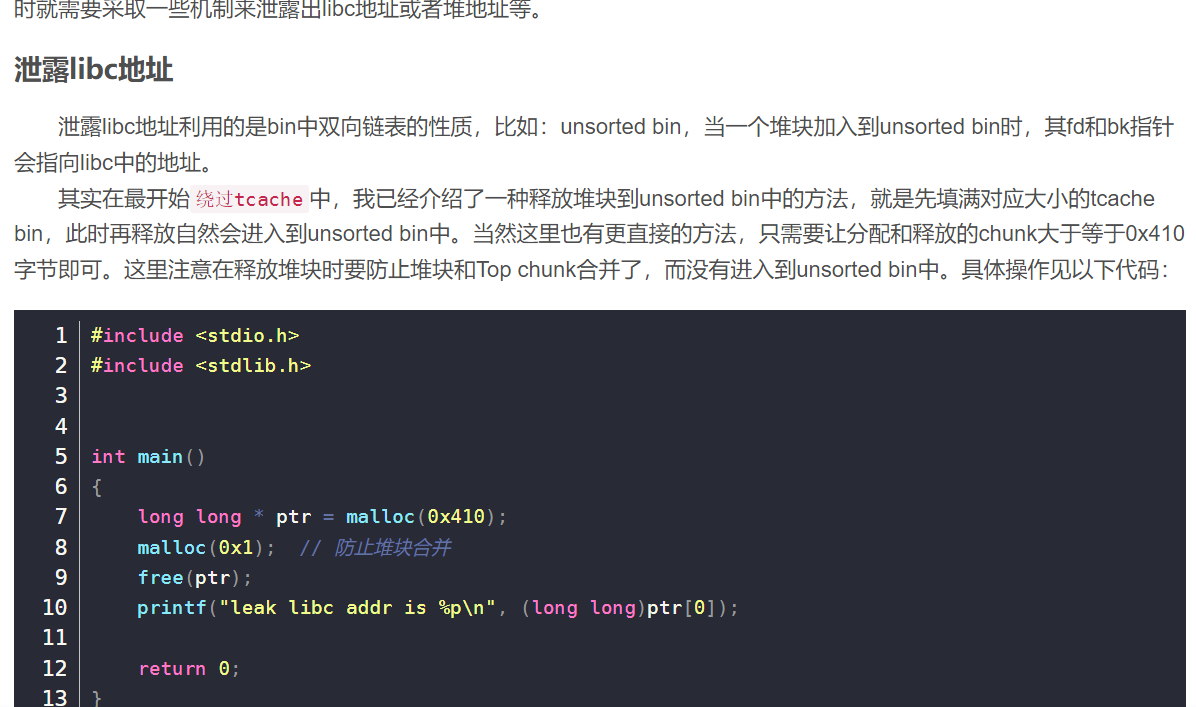 时就需要采取一些机制来泄露出libc地址或者堆地址等。
泄露libc地址
泄露libc地址利用的是bin中双向链表的性质，比如：unsorted bin，当一个堆块加入到unsorted bin时，其fd和bk指针
会指向libc中的地址。
其实在最开始绕过tcache中，我已经介绍了一种释放堆块到unsorted bin中的方法，就是先填满对应大小的tcache
bin，此时再释放自然会进入到unsorted bin中。当然这里也有更直接的方法，只需要让分配和释放的chunk大于等于0x410
字节即可。这里注意在释放堆块时要防止堆块和Top chunk合并了，而没有进入到unsorted bin中。具体操作见以下代码：
1 #include <stdio.h>
2 #include <stdlib.h>
3
4
5 int main()
6 {
7     long long * ptr = malloc(0x410);
8     malloc(0x1);  // 防止堆块合并
9     free(ptr);
10     printf("leak libc addr is %p\n", (long long)ptr[0]);
11
12     return 0;
13 }